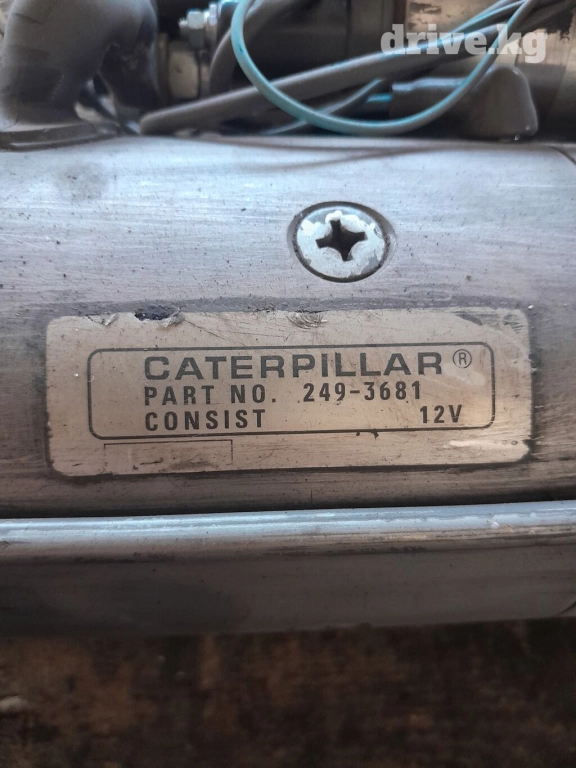 drive.kg
CATERPILLAR ®
PART NO. 249-3681
CONSIST 12V